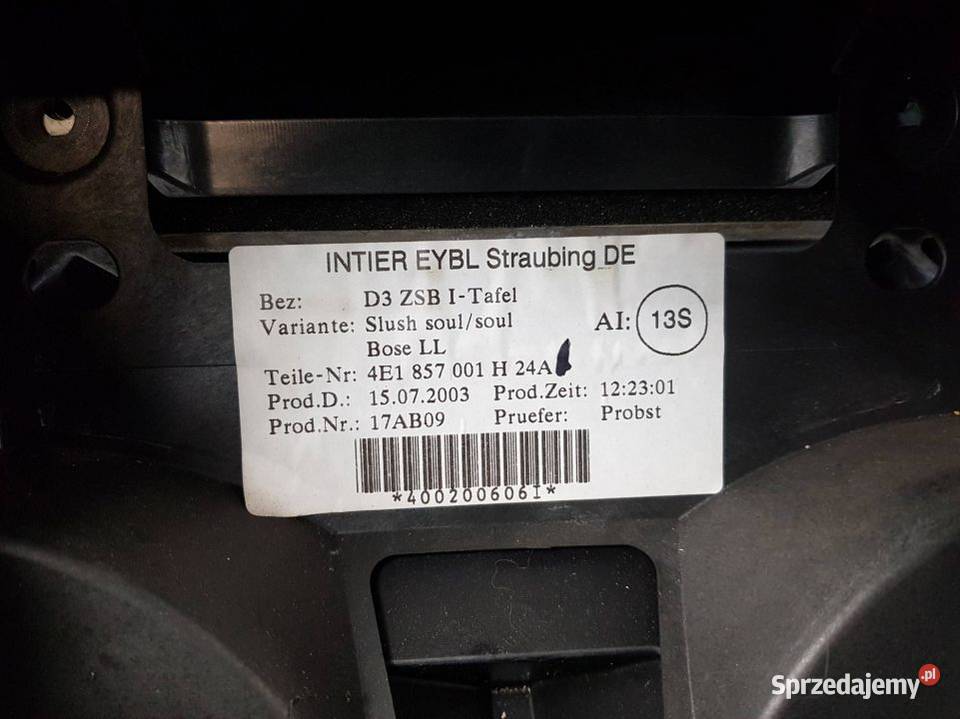 INTIER EYBL Straubing DE
Bez: D3 ZSB I-Tafel
Variante: Slush soul/soul AI: 13S
Bose LL
Teile-Nr: 4E1 857 001 H 24A
Prod.D.: 15.07.2003 Prod.Zeit: 12:23:01
Prod.Nr.: 17AB09 Pruefer: Probst
*4002006061*
Sprzedajemy.pl